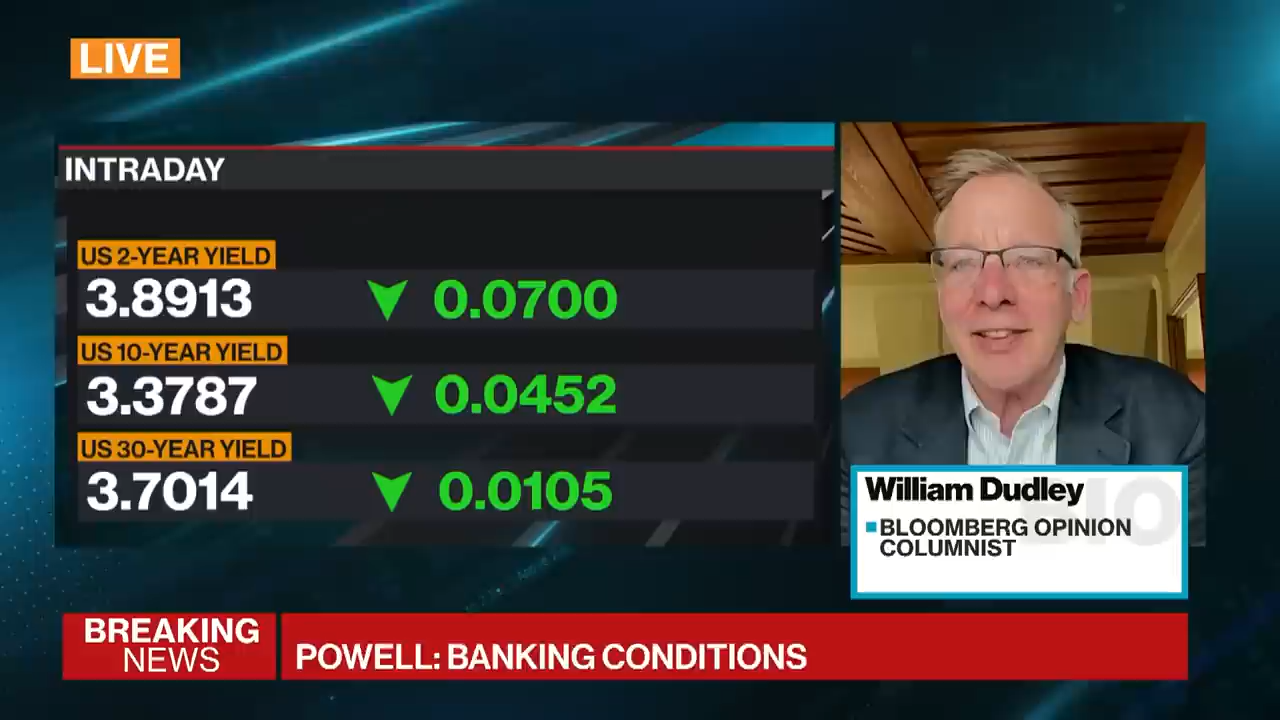 LIVE
INTRADAY
US 2-YEAR YIELD
3.8913 0.0700
US 10-YEAR YIELD
3.3787 0.0452
US 30-YEAR YIELD
3.7014 0.0105
William Dudley
BLOOMBERG OPINION
COLUMNIST
BREAKING
NEWS
POWELL: BANKING CONDITIONS